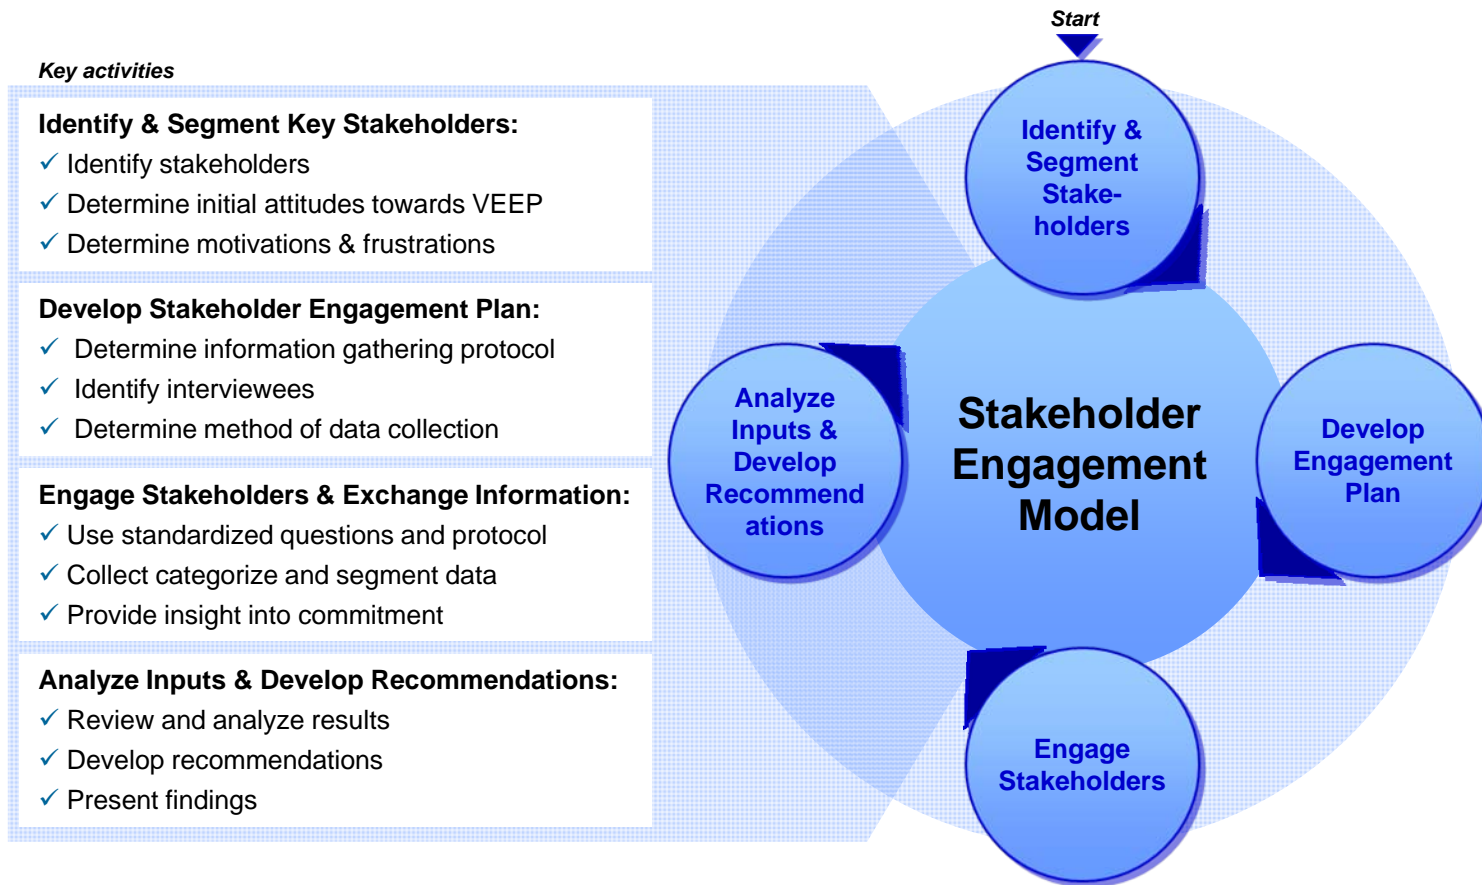 Start
Key activities
Identify & Segment Key Stakeholders:
✓ Identify stakeholders
✓ Determine initial attitudes towards VEEP
✓ Determine motivations & frustrations
Develop Stakeholder Engagement Plan:
✓ Determine information gathering protocol
✓ Identify interviewees
✓ Determine method of data collection
Engage Stakeholders & Exchange Information:
✓ Use standardized questions and protocol
✓ Collect categorize and segment data
✓ Provide insight into commitment
Analyze Inputs & Develop Recommendations:
✓ Review and analyze results
✓ Develop recommendations
✓ Present findings
Identify &
Segment
Stake-
holders
Develop
Engagement
Plan
Engage
Stakeholders
Analyze
Inputs &
Develop
Recommend
ations
Stakeholder
Engagement
Model